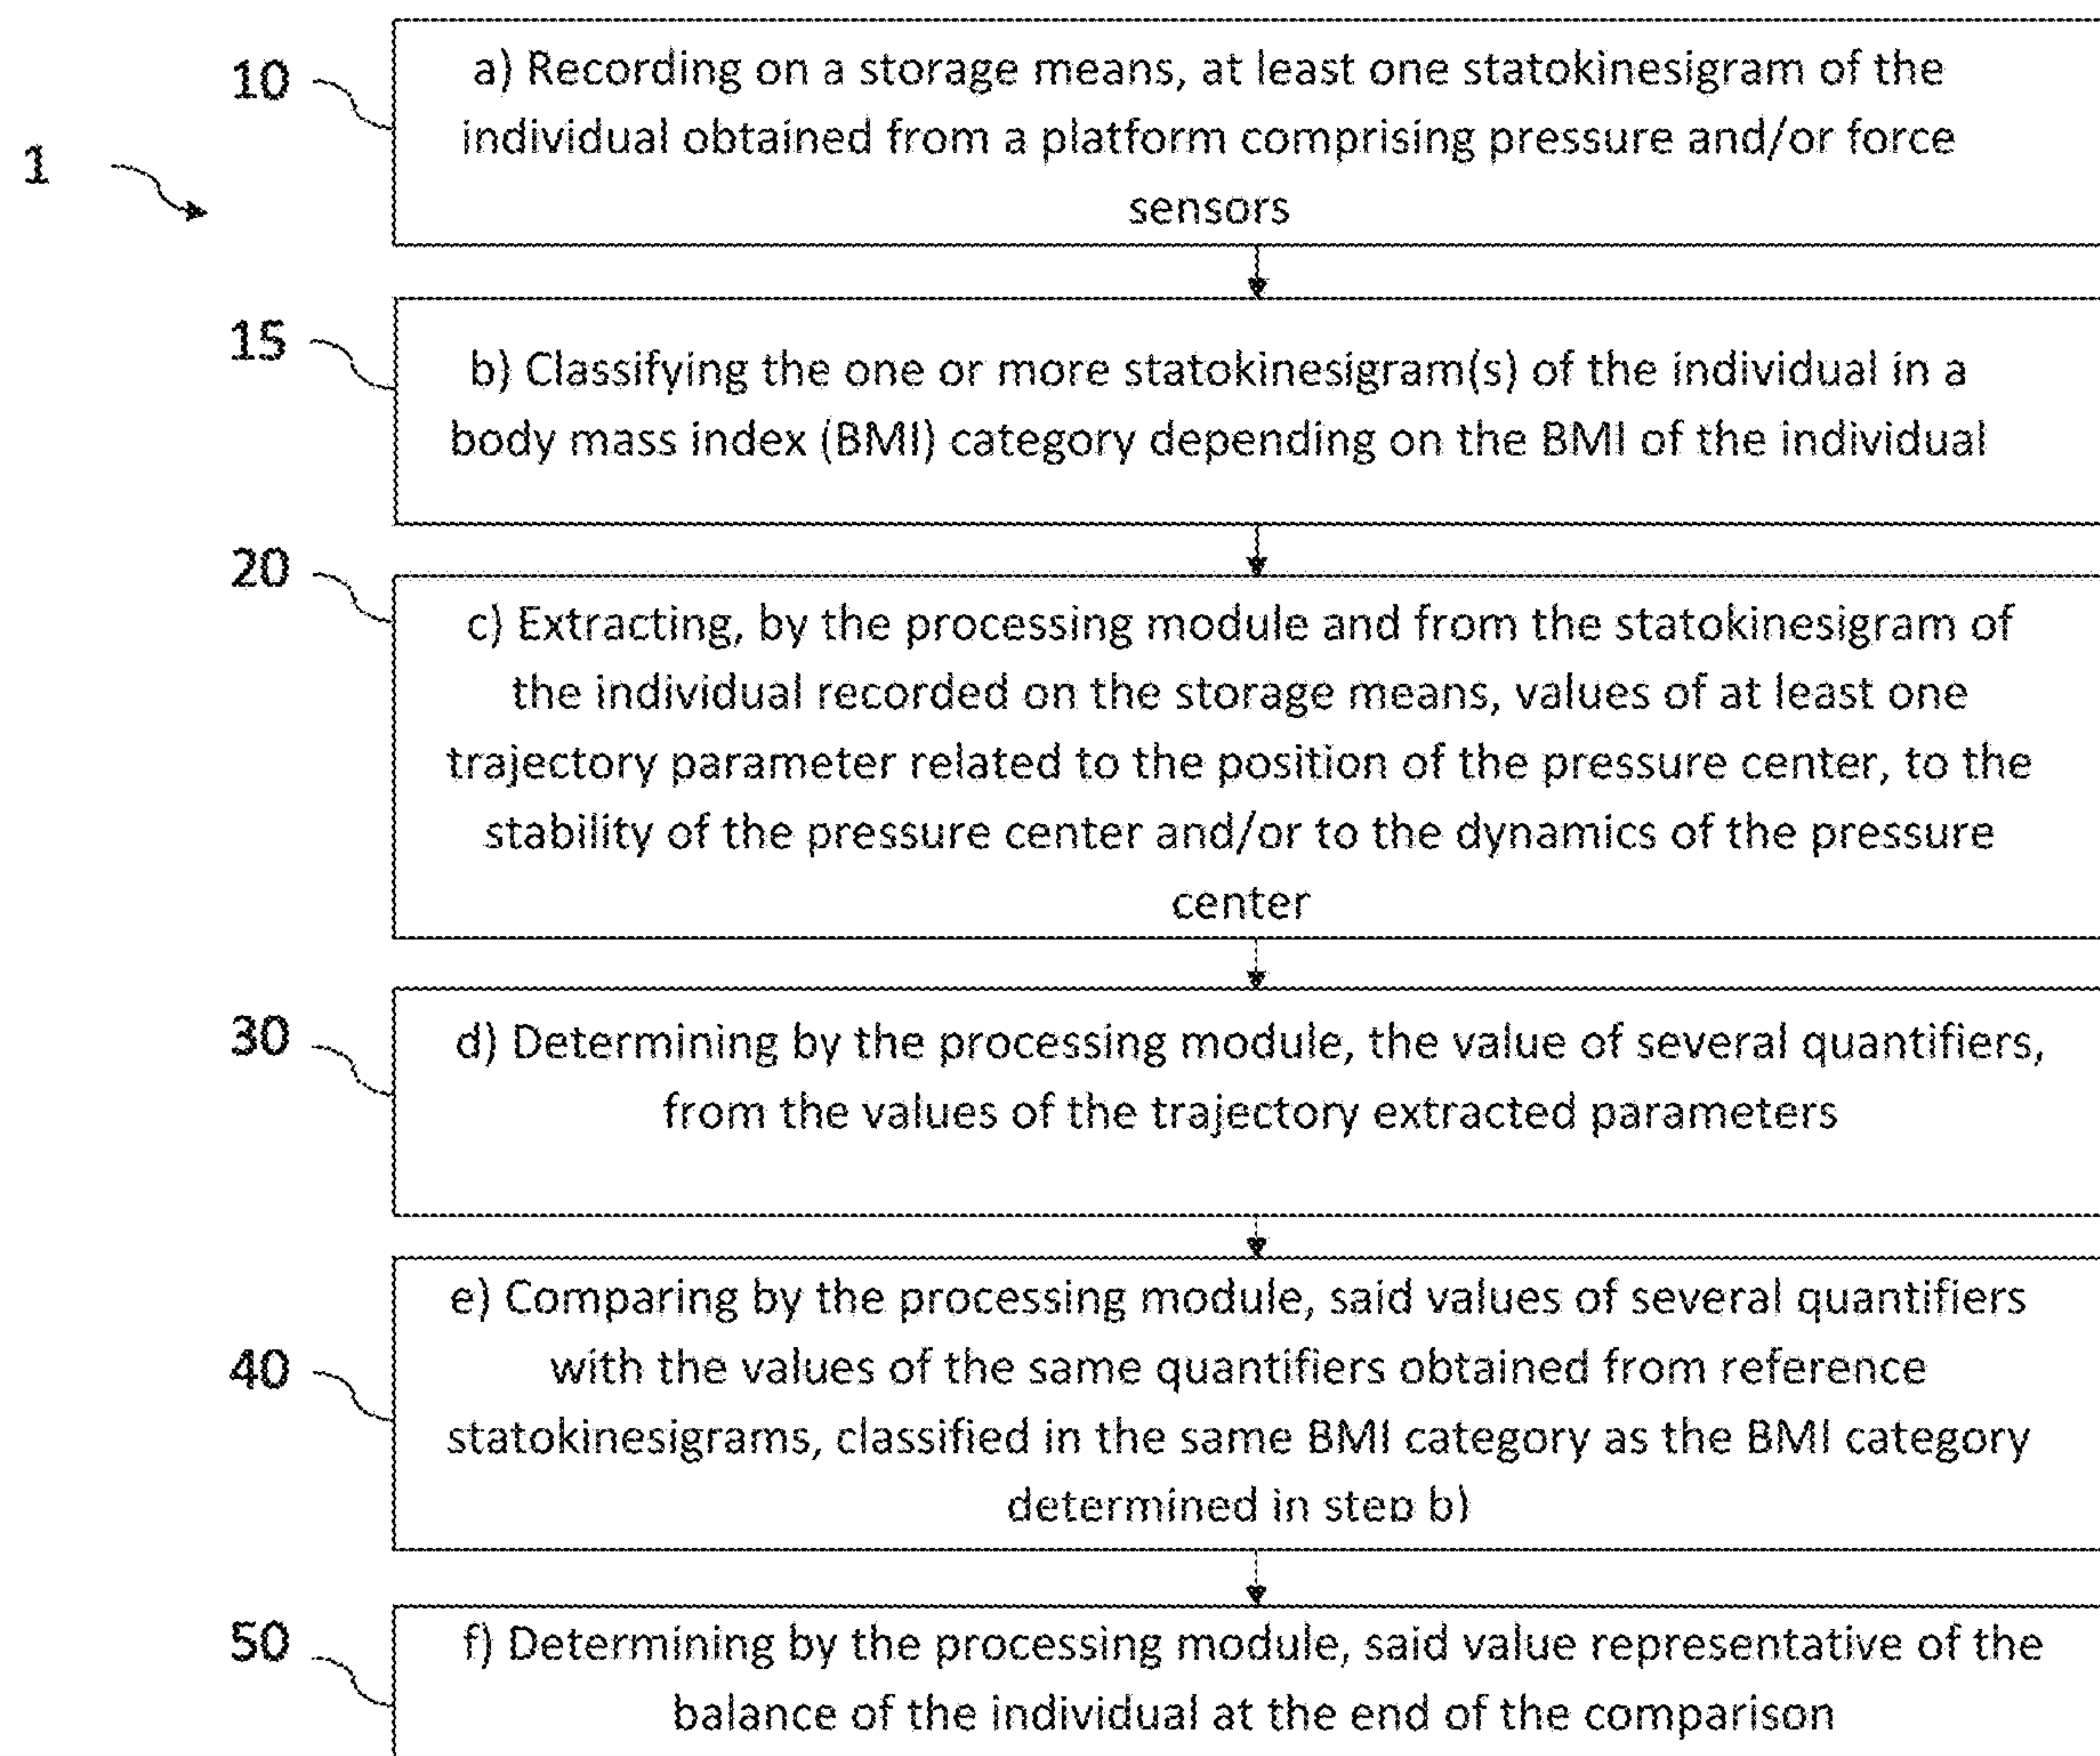 10
a) Recording on a storage means, at least one statokinesigram of the
individual obtained from a platform comprising pressure and/or force
sensors
1
15
b) Classifying the one or more statokinesigram(s) of the individual in a
body mass index (BMI) category depending on the BMI of the individual
20
c) Extracting, by the processing module and from the statokinesigram of
the individual recorded on the storage means, values of at least one
trajectory parameter related to the position of the pressure center, to the
stability of the pressure center and/or to the dynamics of the pressure
center
30
d) Determining by the processing module, the value of several quantifiers,
from the values of the trajectory extracted parameters
40
e) Comparing by the processing module, said values of several quantifiers
with the values of the same quantifiers obtained from reference
statokinesigrams, classified in the same BMI category as the BMI category
determined in step b)
50
f) Determining by the processing module, said value representative of the
balance of the individual at the end of the comparison